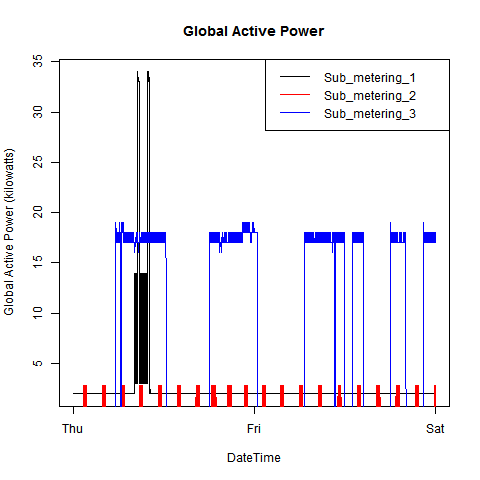 Global Active Power
Sub_metering_1
Sub_metering_2
Sub_metering_3
Global Active Power (kilowatts)
35
30
25
20
15
10
5
Thu Fri Sat
DateTime